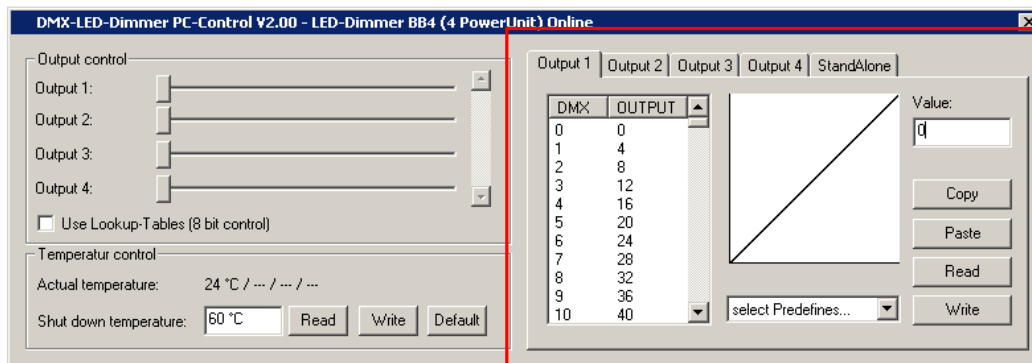 DMX-LED-Dimmer PC-Control V2.00 - LED-Dimmer BB4 (4 PowerUnit) Online
Output control
Output 1:
Output 2:
Output 3:
Output 4:
Use Lookup-Tables (8 bit control)
Temperatur control
Actual temperature: 24 °C / --- / --- / ---
Shut down temperature: 60 °C Read Write Default
Output 1 Output 2 Output 3 Output 4 StandAlone
DMX OUTPUT
0 0
1 4
2 8
3 12
4 16
5 20
6 24
7 28
8 32
9 36
10 40
select Predefines...
Value:
0
Copy
Paste
Read
Write